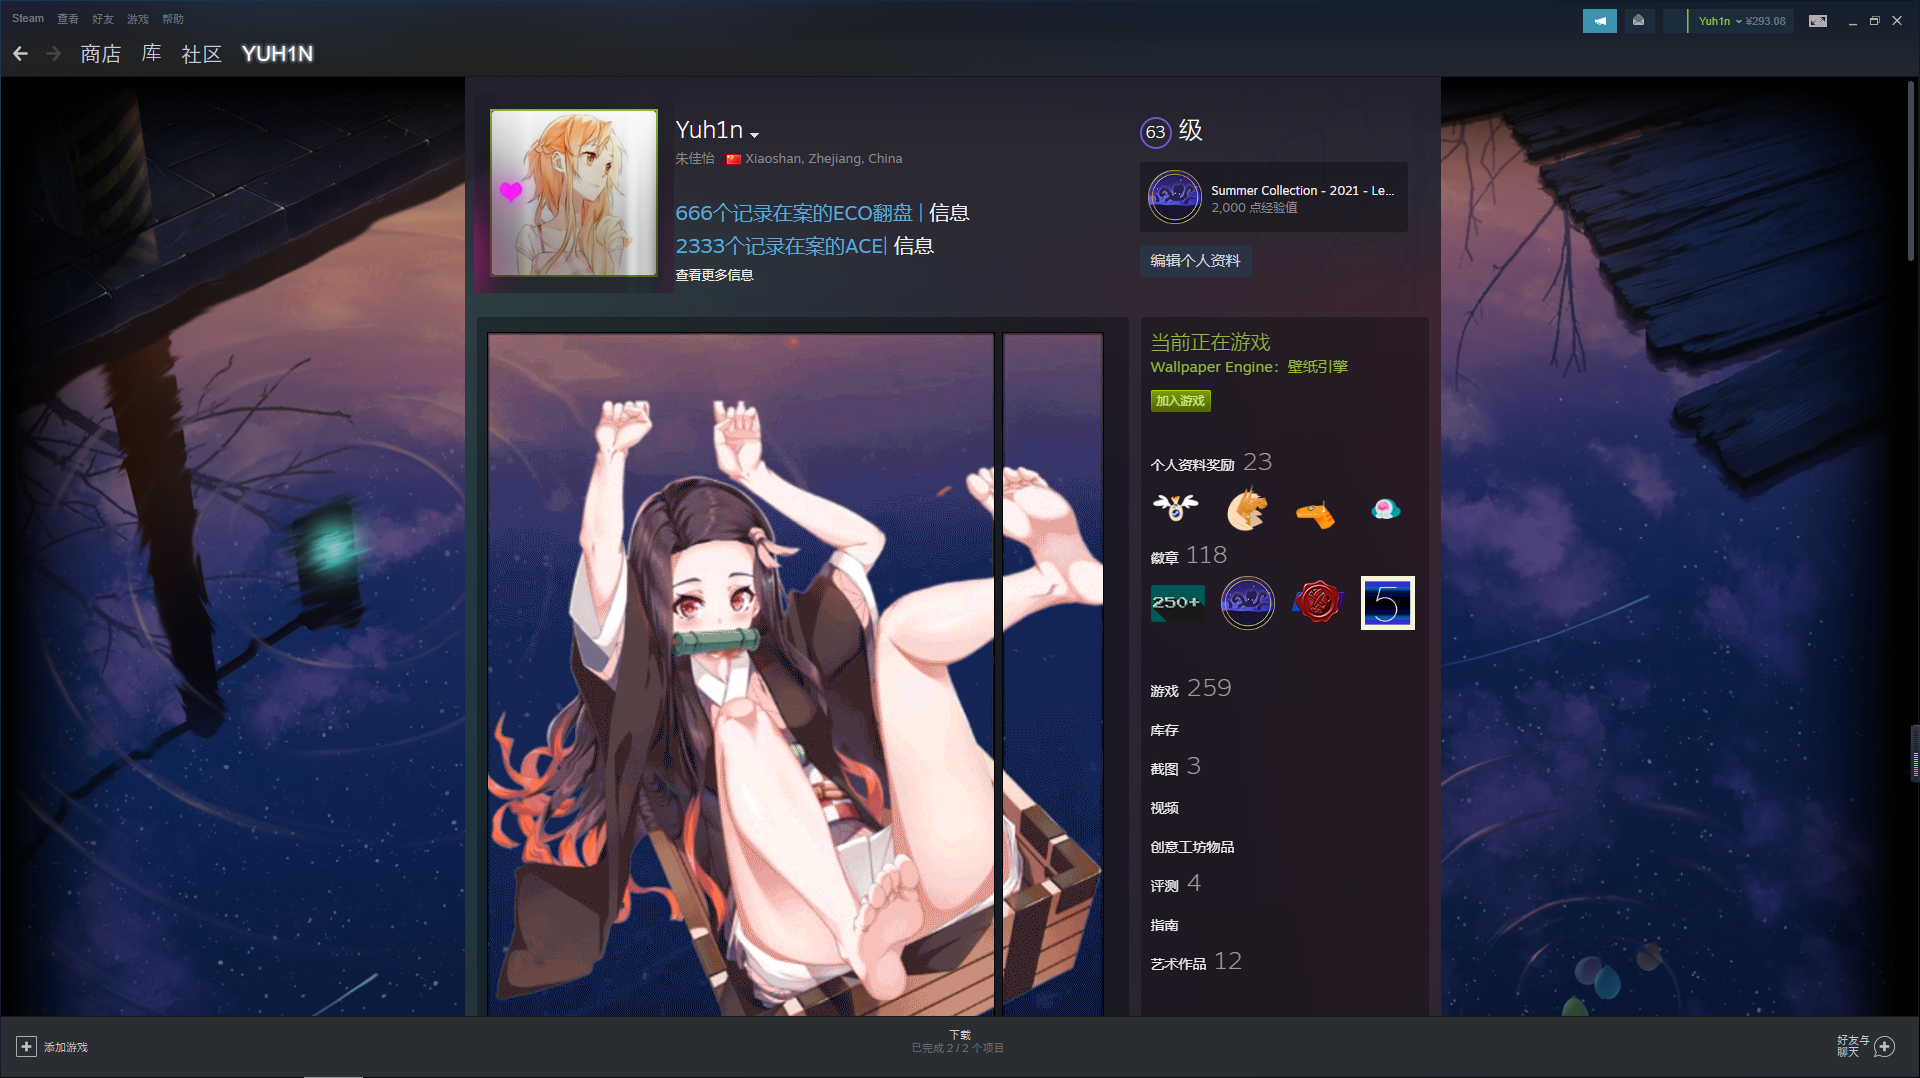 Steam 查看 好友 游戏 帮助
Yuh1n ¥293.08
商店 库 社区 YUH1N
Yuh1n
朱佳怡 Xiaoshan, Zhejiang, China
666个记录在案的ECO翻盘 | 信息
2333个记录在案的ACE| 信息
查看更多信息
63 级
Summer Collection - 2021 - Le...
2,000 点经验值
编辑个人资料
当前正在游戏
Wallpaper Engine：壁纸引擎
加入游戏
个人资料奖励 23
徽章 118
250+
5
游戏 259
库存
截图 3
视频
创意工坊物品
评测 4
指南
艺术作品 12
添加游戏
下载
已完成 2 / 2 个项目
好友与
聊天